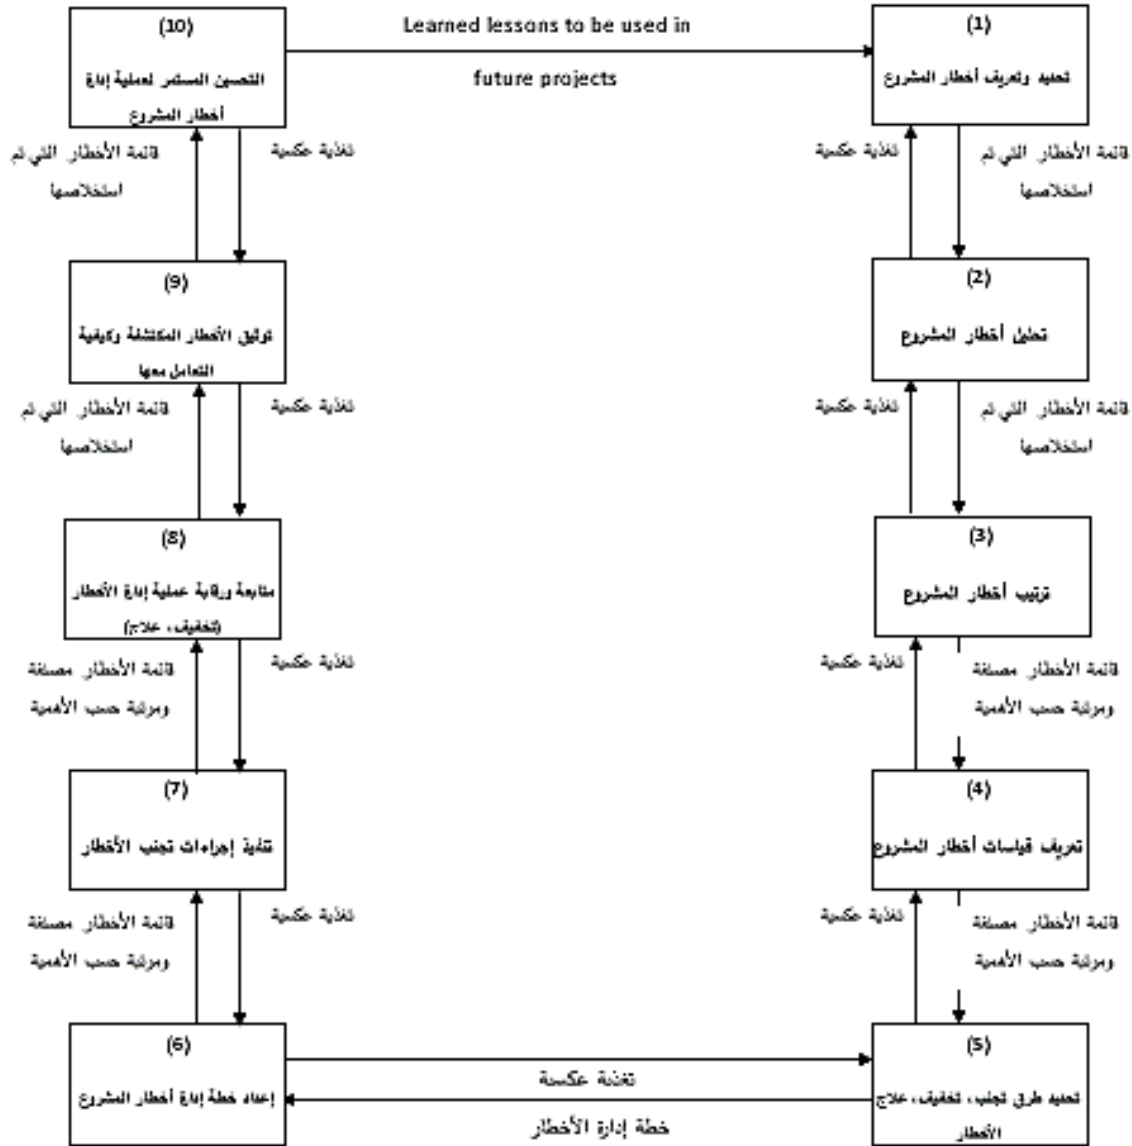 (10)
التحسين المستمر لعملية إدارة
أخطار المشروع
Learned lessons to be used in
future projects
(1)
تحديد وتعريف أخطار المشروع
قائمة الأخطار التي تم
استخلاصها
تغذية عكسية
تغذية عكسية
قائمة الأخطار التي تم
استخلاصها
(9)
توثيق الأخطار المكتشفة وكيفية
التعامل معها
(2)
تحليل أخطار المشروع
قائمة الأخطار التي تم
استخلاصها
تغذية عكسية
تغذية عكسية
قائمة الأخطار التي تم
استخلاصها
(8)
متابعة ورقابة عملية إدارة الأخطار
(تخفيف، علاج)
(3)
ترتيب أخطار المشروع
قائمة الأخطار مصنفة
ومرتبة حسب الأهمية
تغذية عكسية
تغذية عكسية
قائمة الأخطار مصنفة
ومرتبة حسب الأهمية
(7)
تنفيذ إجراءات تجنب الأخطار
(4)
تعريف قياسات أخطار المشروع
قائمة الأخطار مصنفة
ومرتبة حسب الأهمية
تغذية عكسية
تغذية عكسية
قائمة الأخطار مصنفة
ومرتبة حسب الأهمية
(6)
إعداد خطة إدارة أخطار المشروع
تغذية عكسية
خطة إدارة الأخطار
(5)
تحديد طرق تجنب، تخفيف، علاج
الأخطار